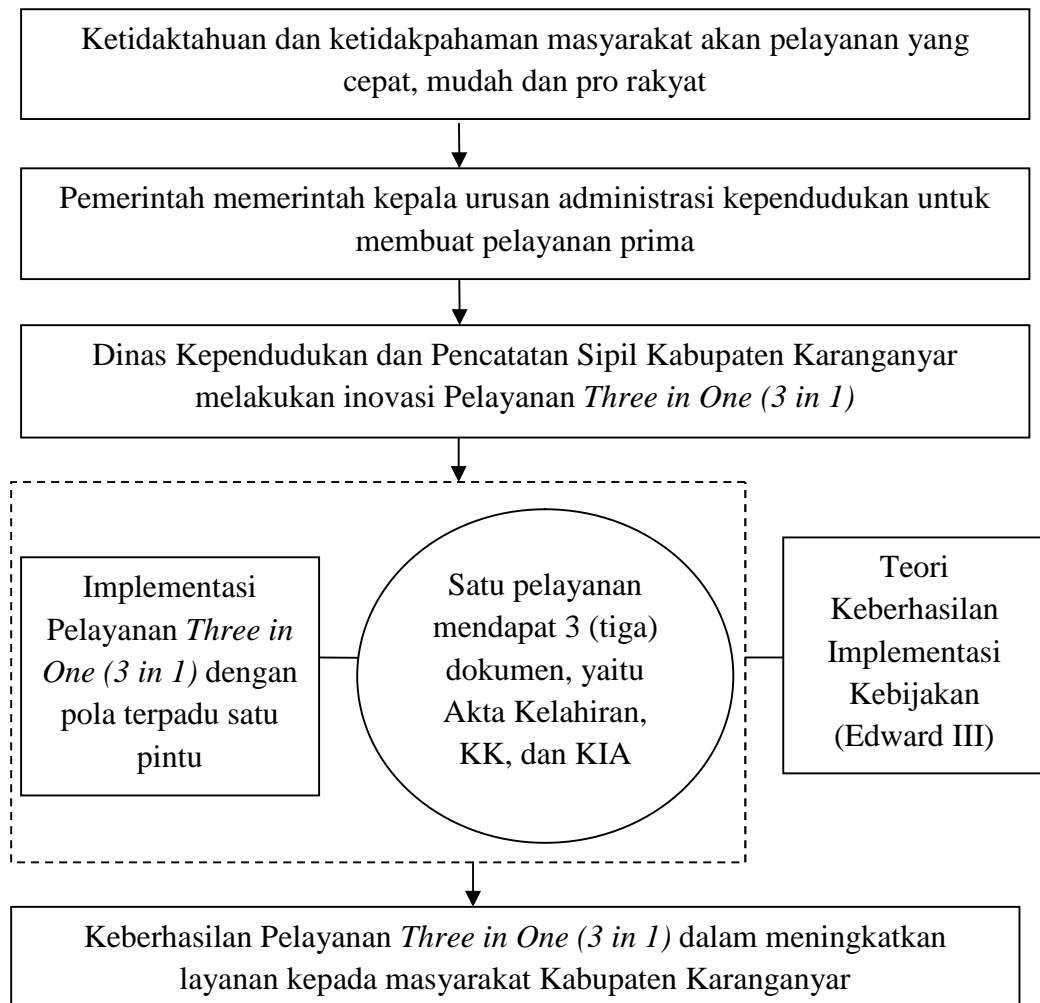 Ketidaktahuan dan ketidakpahaman masyarakat akan pelayanan yang
cepat, mudah dan pro rakyat
Pemerintah memerintah kepala urusan administrasi kependudukan untuk
membuat pelayanan prima
Dinas Kependudukan dan Pencatatan Sipil Kabupaten Karanganyar
melakukan inovasi Pelayanan Three in One (3 in 1)
Implementasi
Pelayanan Three in
One (3 in 1) dengan
pola terpadu satu
pintu
Satu pelayanan
mendapat 3 (tiga)
dokumen, yaitu
Akta Kelahiran,
KK, dan KIA
Teori
Keberhasilan
Implementasi
Kebijakan
(Edward III)
Keberhasilan Pelayanan Three in One (3 in 1) dalam meningkatkan
layanan kepada masyarakat Kabupaten Karanganyar